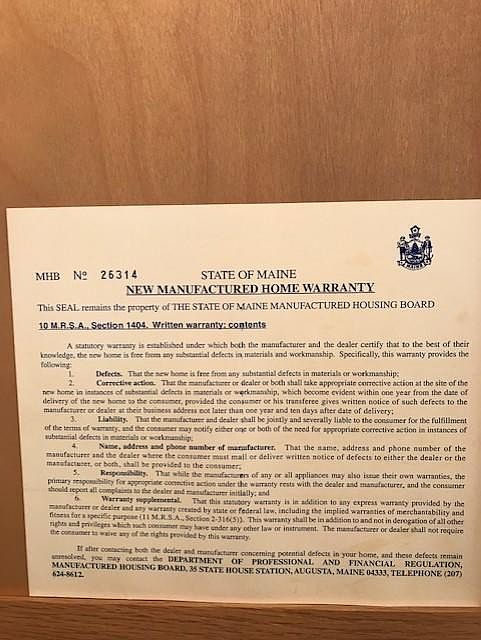 MAINE
MHB Nº 26314 STATE OF MAINE
NEW MANUFACTURED HOME WARRANTY
This SEAL remains the property of THE STATE OF MAINE MANUFACTURED HOUSING BOARD
10 M.R.S.A. Section 1404. Written warranty; contents
A statutory warranty is established under which both the manufacturer and the dealer certify that to the best of their
knowledge, the new home is free from any substantial defects in materials and workmanship. Specifically, this warranty provides the
following:
1. Defects. That the new home is free from any substantial defects in materials or workmanship;
2. Corrective action. That the manufacturer or dealer or both shall take appropriate corrective action at the site of the
new home in instances of substantial defects in materials or workmanship, which become evident within one year from the date of
delivery of the new home to the consumer, provided the consumer or his transferee gives written notice of such defects to the
manufacturer or dealer at their business address not later than one year and ten days after date of delivery;
3. Liability. That the manufacturer and dealer shall be jointly and severally liable to the consumer for the fulfillment
of the terms of warranty, and the consumer may notify either one or both of the need for appropriate corrective action in instances of
substantial defects in materials or workmanship;
4. Name, address and phone number of manufacturer. That the name, address and phone number of the
manufacturer and the dealer where the consumer must mail or deliver written notice of defects to either the dealer or the
manufacturer, or both, shall be provided to the consumer;
5. Responsibility. That while the manufacturers of any or all appliances may also issue their own warranties, the
primary responsibility for appropriate corrective action under the warranty rests with the dealer and manufacturer, and the consumer
should report all complaints to the dealer and manufacturer initially; and
6. Warranty supplemental. That this statutory warranty is in addition to any express warranty provided by the
manufacturer or dealer and any warranty created by state or federal law, including the implied warranties of merchantability and
fitness for a specific purpose (11 M.R.S.A., Section 2-316(5)). This warranty shall be in addition to and not in derogation of all other
rights and privileges which such consumer may have under any other law or instrument. The manufacturer or dealer shall not require
the consumer to waive any of the rights provided by this warranty.
If after contacting both the dealer and manufacturer concerning potential defects in your home, and these defects remain
unresolved, you may contact the DEPARTMENT OF PROFESSIONAL AND FINANCIAL REGULATION,
MANUFACTURED HOUSING BOARD, 35 STATE HOUSE STATION, AUGUSTA, MAINE 04333, TELEPHONE (207)
624-8612.